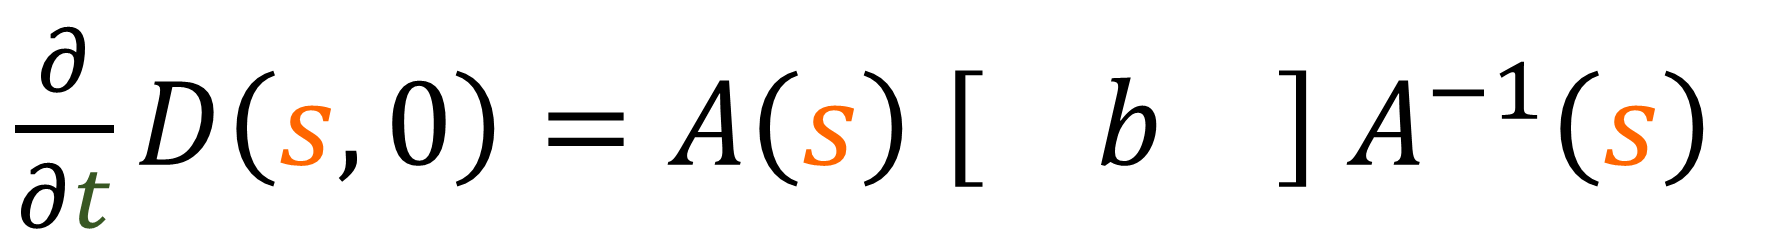 ∂/∂t D(s, 0) = A(s) [ b ] A⁻¹(s)